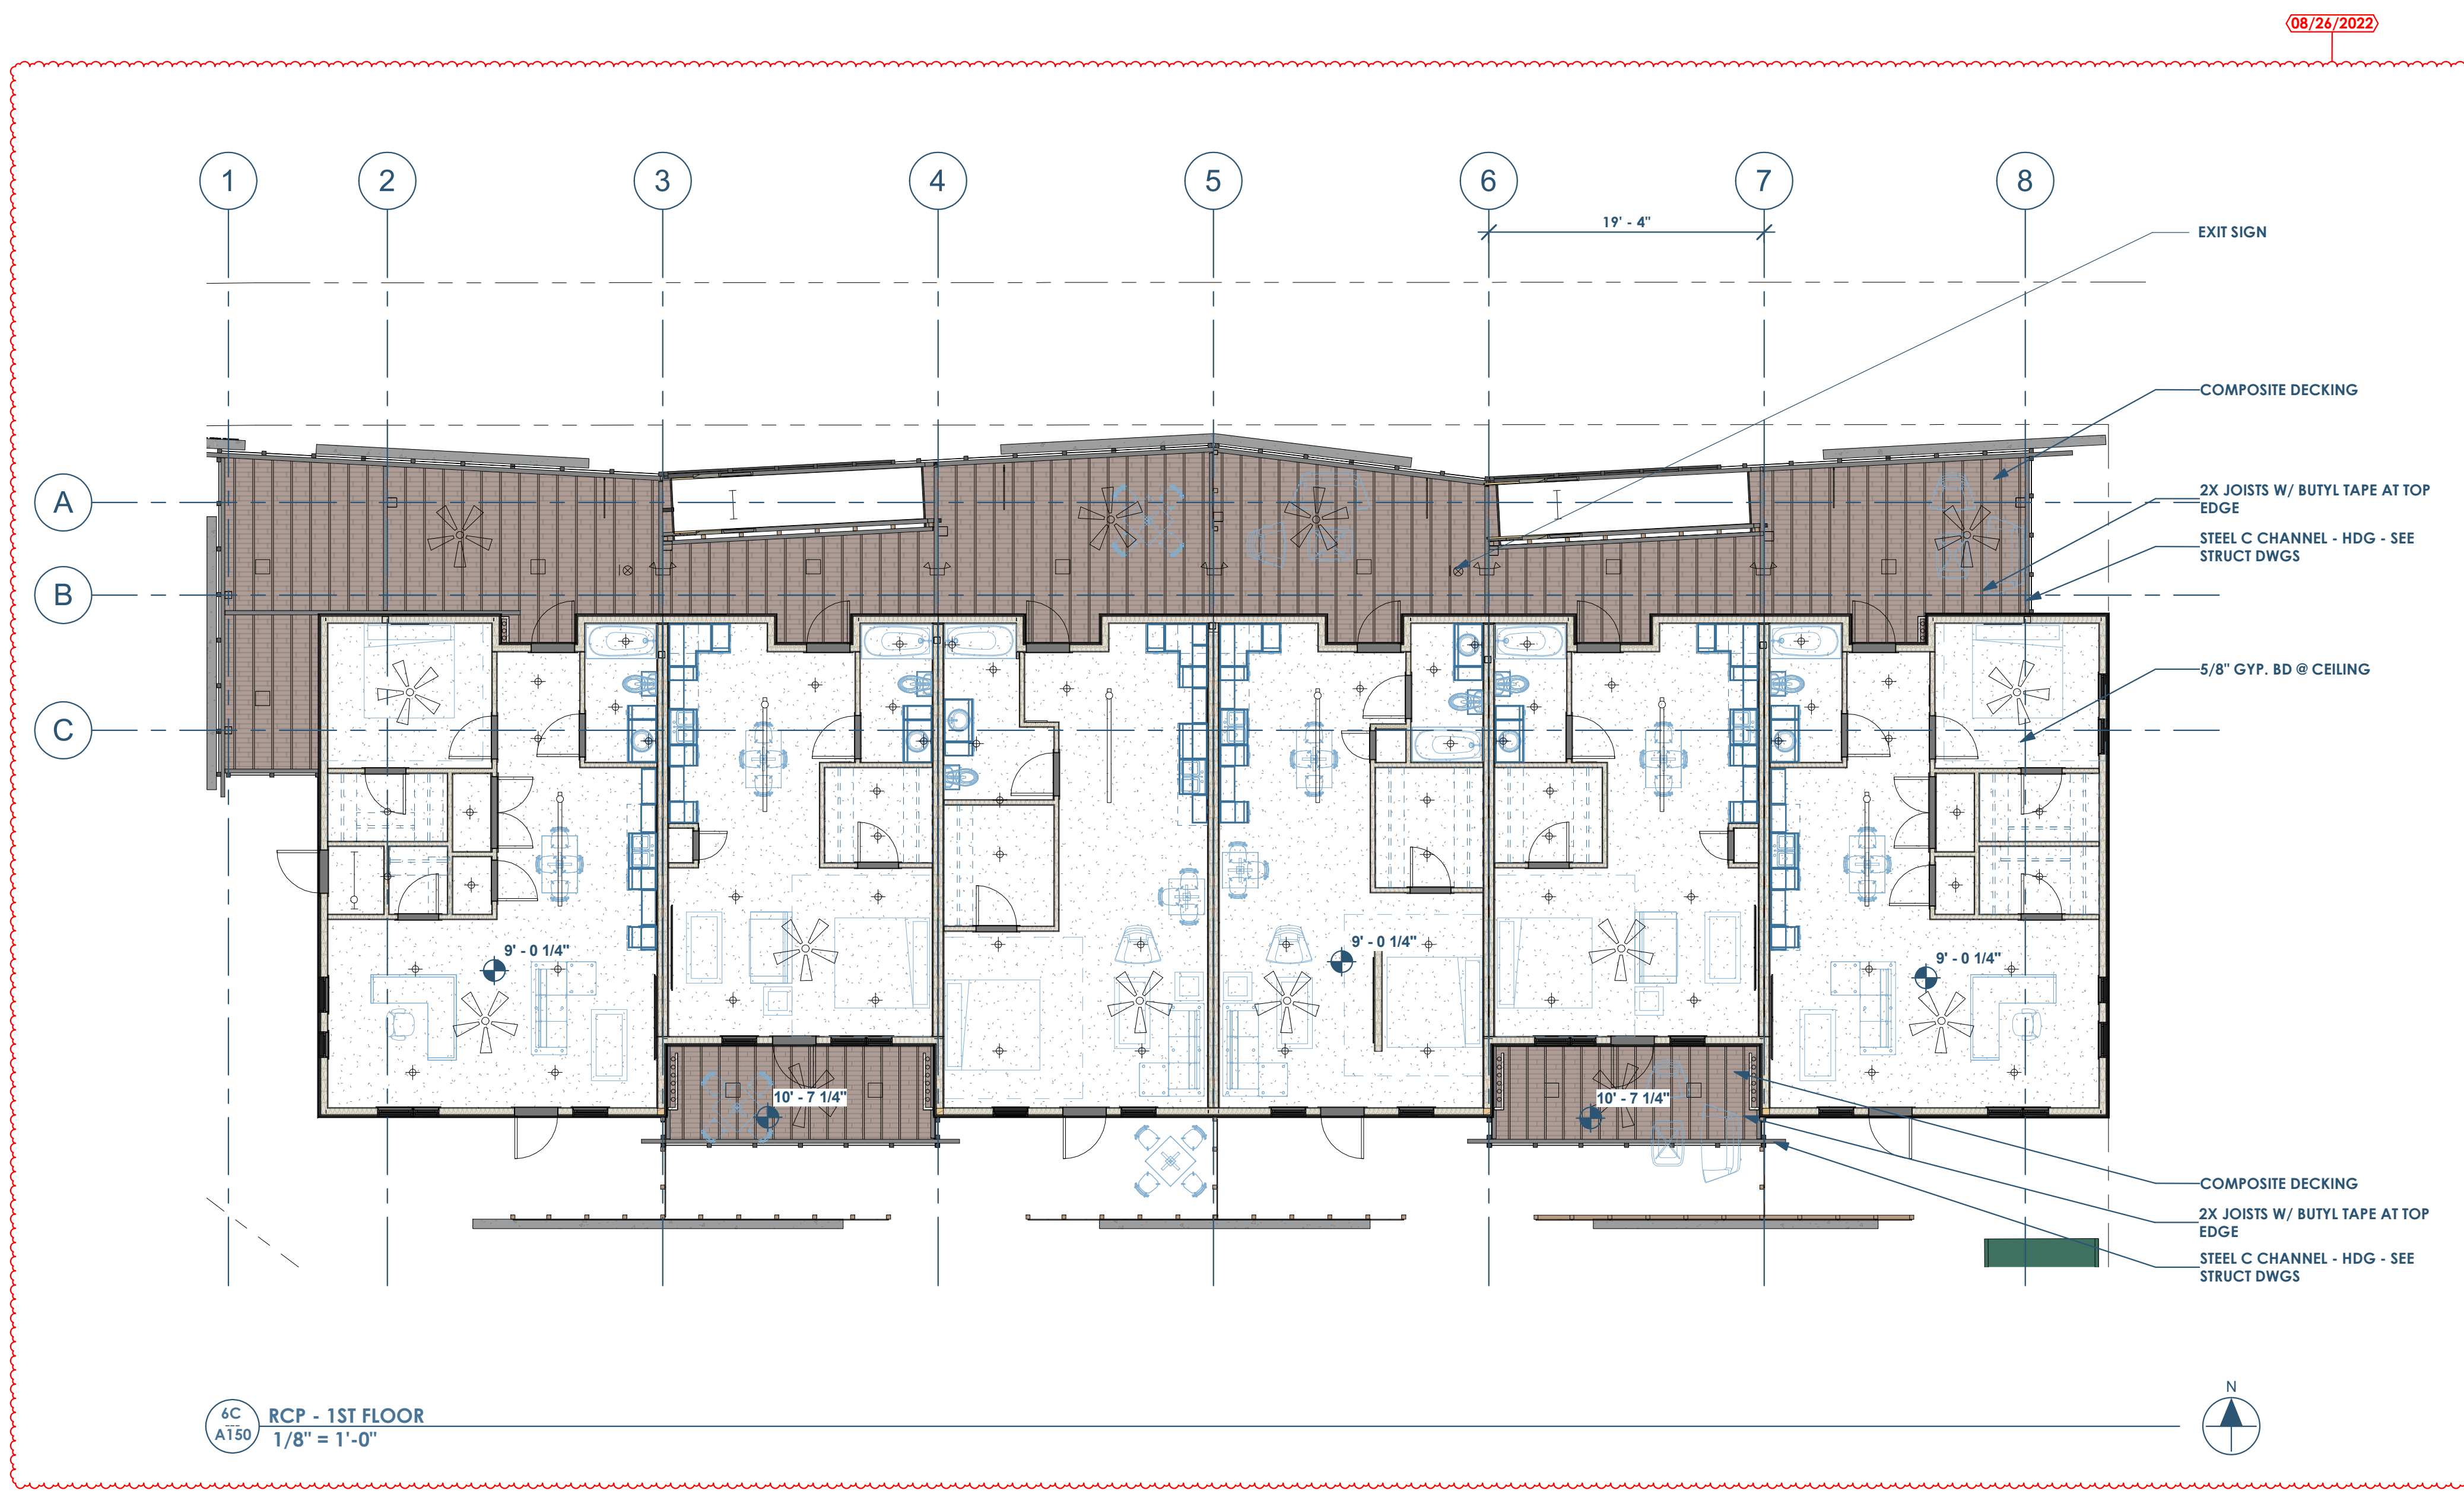 08/26/2022
1 2 3 4 5 6 7 8
19' - 4"
EXIT SIGN
COMPOSITE DECKING
A
2X JOISTS W/ BUTYL TAPE AT TOP
EDGE
STEEL C CHANNEL - HDG - SEE
STRUCT DWGS
B
5/8" GYP. BD @ CEILING
C
9' - 0 1/4"
9' - 0 1/4"
9' - 0 1/4"
10' - 7 1/4"
10' - 7 1/4"
COMPOSITE DECKING
2X JOISTS W/ BUTYL TAPE AT TOP
EDGE
STEEL C CHANNEL - HDG - SEE
STRUCT DWGS
N
6C
---
A150
RCP - 1ST FLOOR
1/8" = 1'-0"